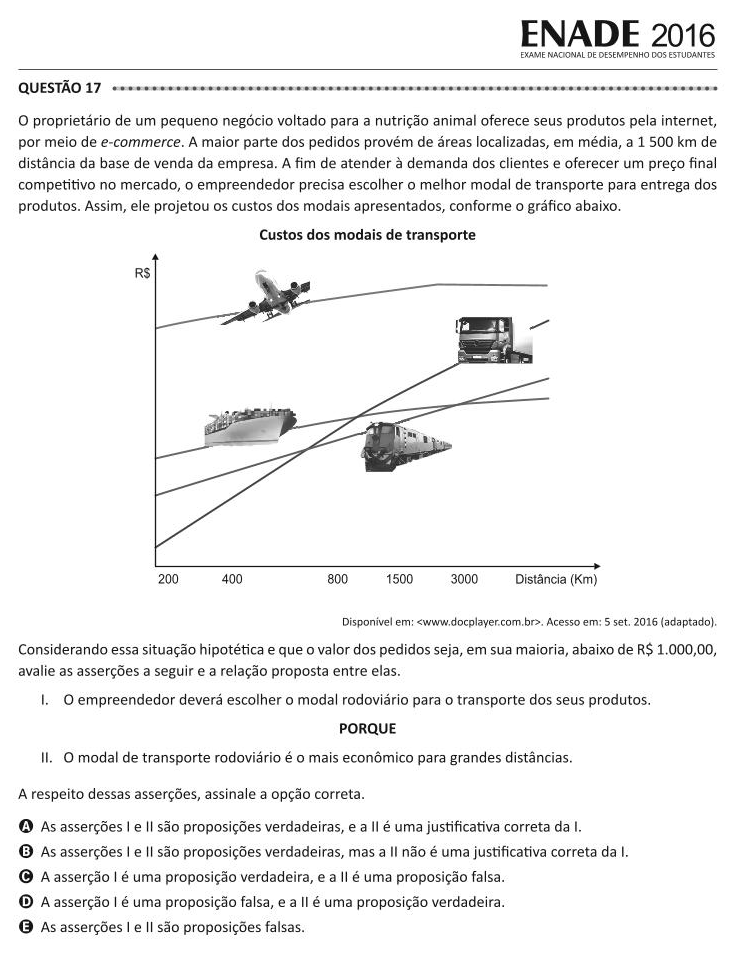 ENADE 2016
EXAME NACIONAL DE DESEMPENHO DOS ESTUDANTES
QUESTÃO 17
O proprietário de um pequeno negócio voltado para a nutrição animal oferece seus produtos pela internet,
por meio de e-commerce. A maior parte dos pedidos provém de áreas localizadas, em média, a 1 500 km de
distância da base de venda da empresa. A fim de atender à demanda dos clientes e oferecer um preço final
competitivo no mercado, o empreendedor precisa escolher o melhor modal de transporte para entrega dos
produtos. Assim, ele projetou os custos dos modais apresentados, conforme o gráfico abaixo.
Custos dos modais de transporte
R$
200 400 800 1500 3000 Distância (Km)
Disponível em: <www.docplayer.com.br>. Acesso em: 5 set. 2016 (adaptado).
Considerando essa situação hipotética e que o valor dos pedidos seja, em sua maioria, abaixo de R$ 1.000,00,
avalie as asserções a seguir e a relação proposta entre elas.
I. O empreendedor deverá escolher o modal rodoviário para o transporte dos seus produtos.
PORQUE
II. O modal de transporte rodoviário é o mais econômico para grandes distâncias.
A respeito dessas asserções, assinale a opção correta.
A As asserções I e II são proposições verdadeiras, e a II é uma justificativa correta da I.
B As asserções I e II são proposições verdadeiras, mas a II não é uma justificativa correta da I.
C A asserção I é uma proposição verdadeira, e a II é uma proposição falsa.
D A asserção I é uma proposição falsa, e a II é uma proposição verdadeira.
E As asserções I e II são proposições falsas.